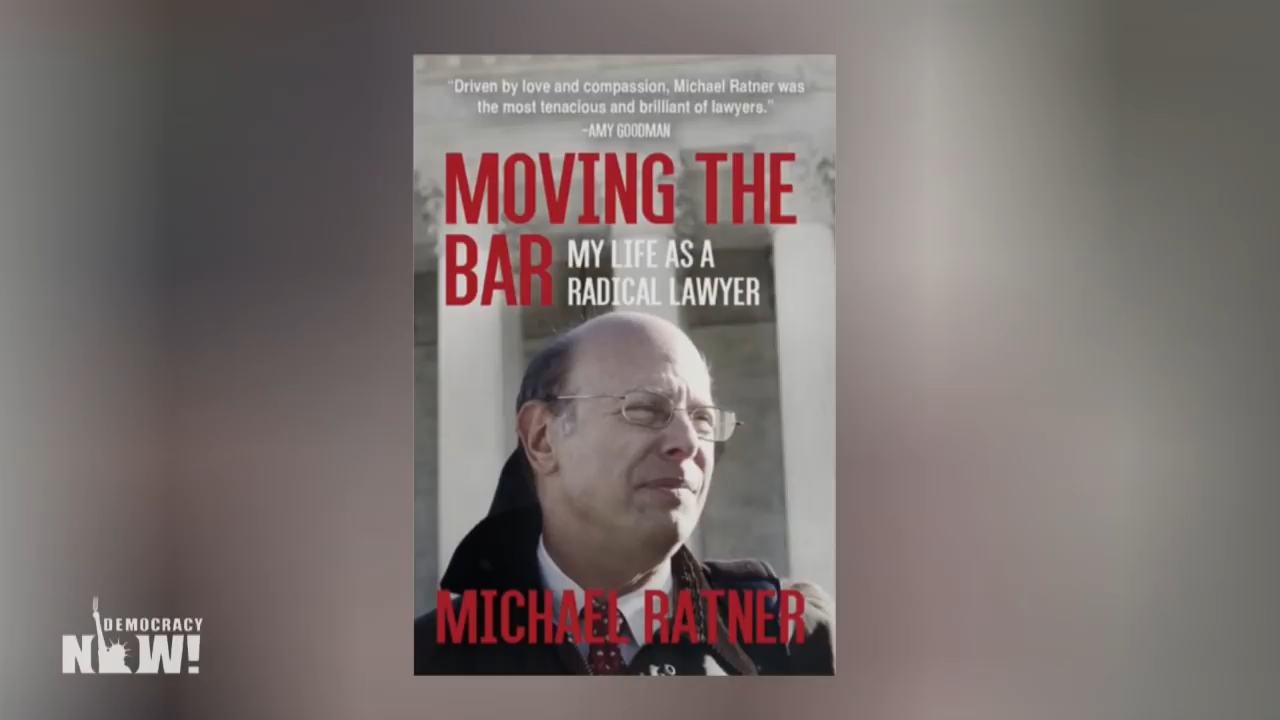 "Driven by love and compassion, Michael Ratner was
the most tenacious and brilliant of lawyers."
–AMY GOODMAN
MOVING THE
BAR MY LIFE AS A
RADICAL LAWYER
MICHAEL RATNER
DEMOCRACY
NOW!